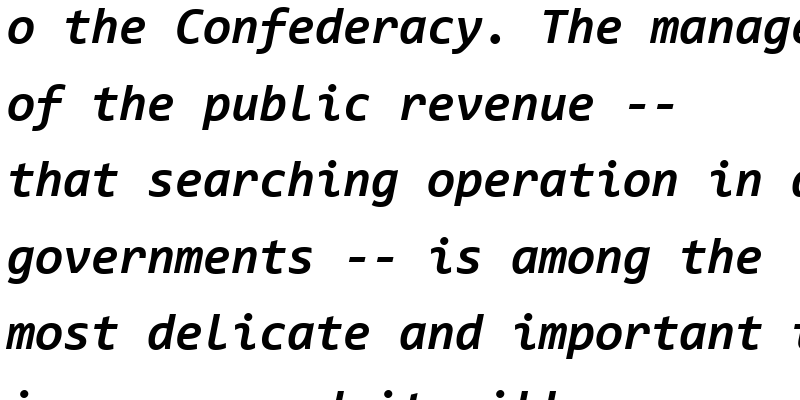 o the Confederacy. The manage
of the public revenue --
that searching operation in
governments -- is among the
most delicate and important